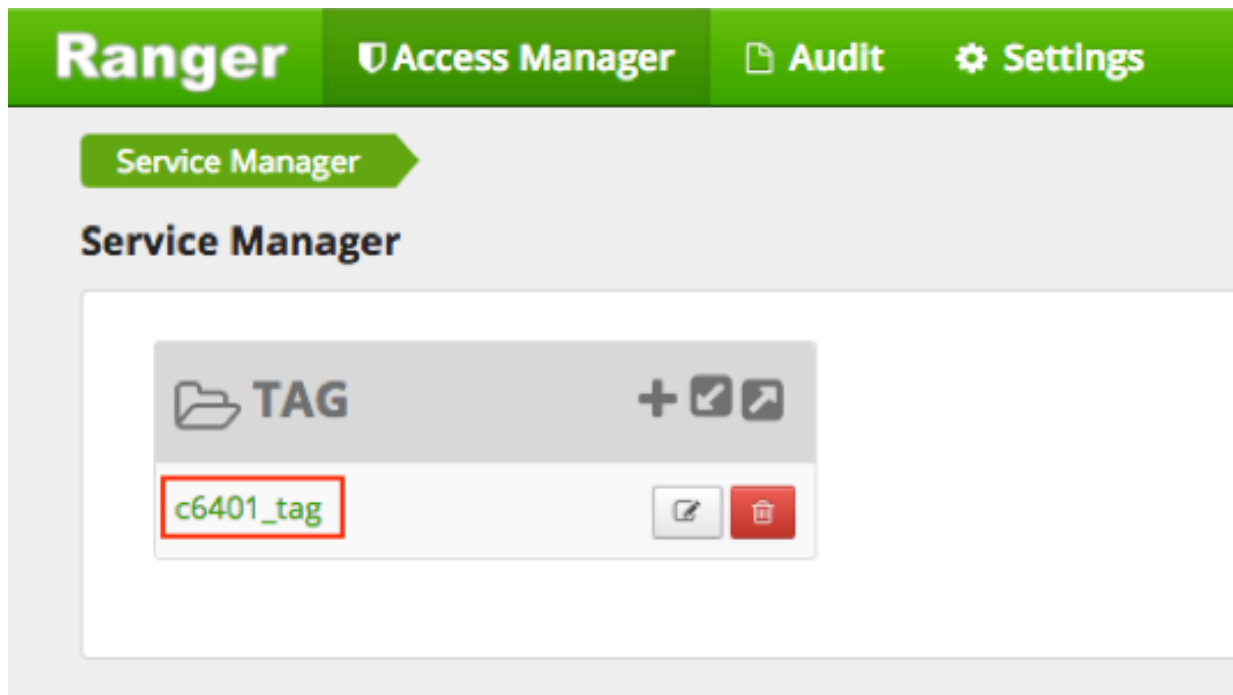 Ranger Access Manager Audit Settings
Service Manager
Service Manager
TAG
c6401_tag